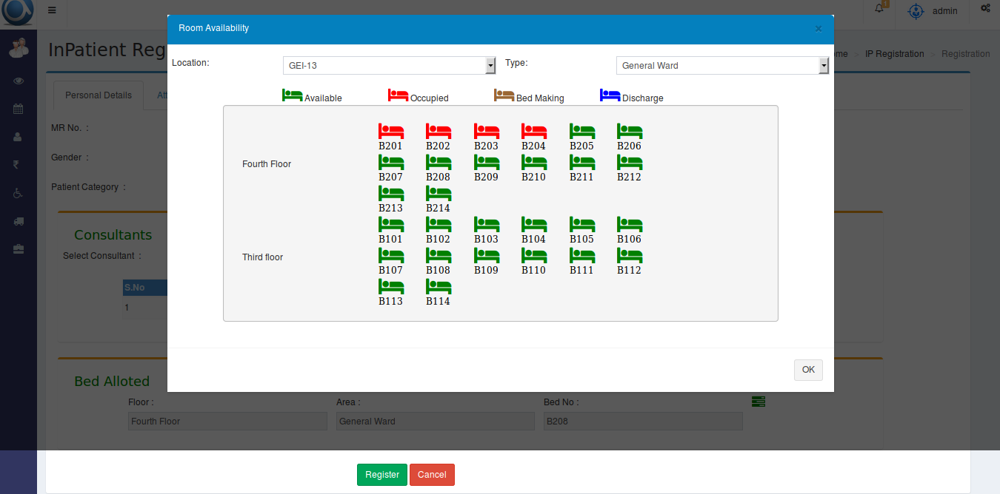 1
admin
Room Availability
×
InPatient Reg
ome > IP Registration > Registration
Location:
GEI-13
Type:
General Ward
Personal Details
Att
Available
Occupied
Bed Making
Discharge
MR No. :
Gender :
Patient Category :
Fourth Floor
B201 B202 B203 B204 B205 B206
B207 B208 B209 B210 B211 B212
B213 B214
Third floor
B101 B102 B103 B104 B105 B106
B107 B108 B109 B110 B111 B112
B113 B114
Consultants
Select Consultant :
S.No
1
OK
Bed Alloted
Floor :
Area :
Bed No :
Fourth Floor
General Ward
B208
Register
Cancel